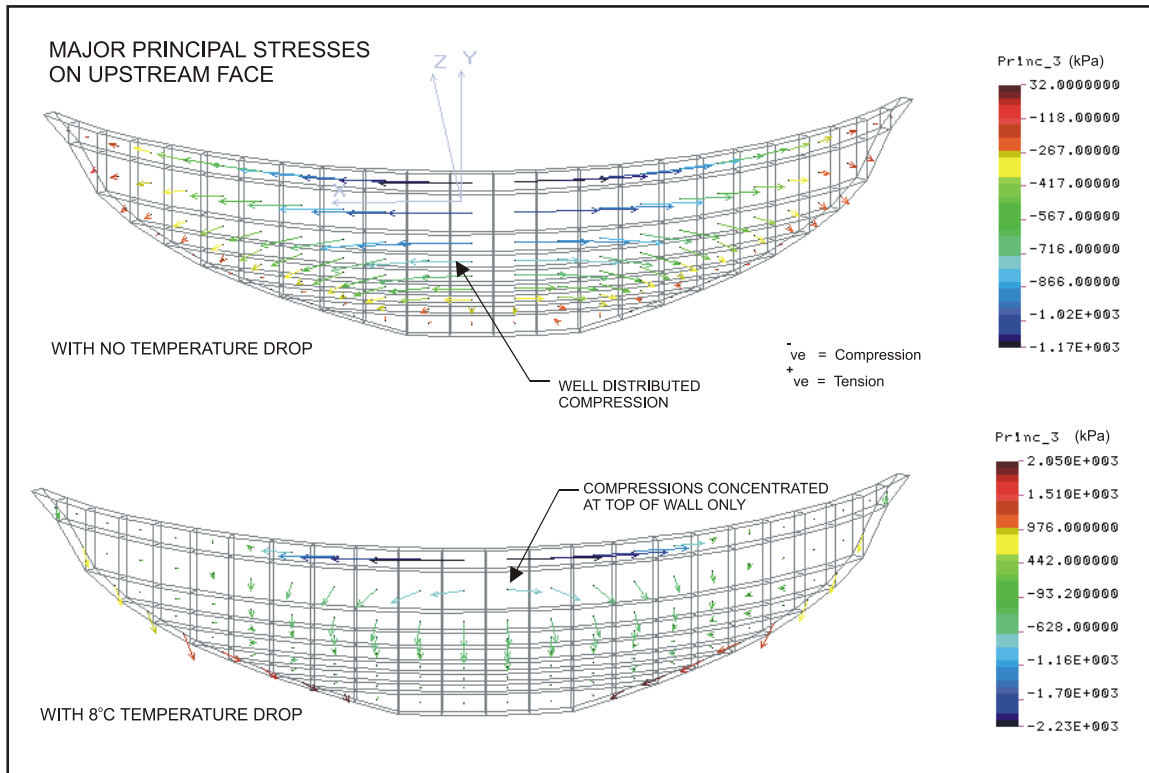 MAJOR PRINCIPAL STRESSES
ON UPSTREAM FACE
Z
Y
X
Pr1nc_3 (kPa)
32.0000000
-118.00000
-267.00000
-417.00000
-567.00000
-716.00000
-866.00000
-1.02E+003
-1.17E+003
WITH NO TEMPERATURE DROP
- ve = Compression
+ ve = Tension
WELL DISTRIBUTED
COMPRESSION
Pr1nc_3 (kPa)
2.050E+003
1.510E+003
976.000000
442.000000
-93.200000
-628.00000
-1.16E+003
-1.70E+003
-2.23E+003
COMPRESSIONS CONCENTRATED
AT TOP OF WALL ONLY
WITH 8°C TEMPERATURE DROP